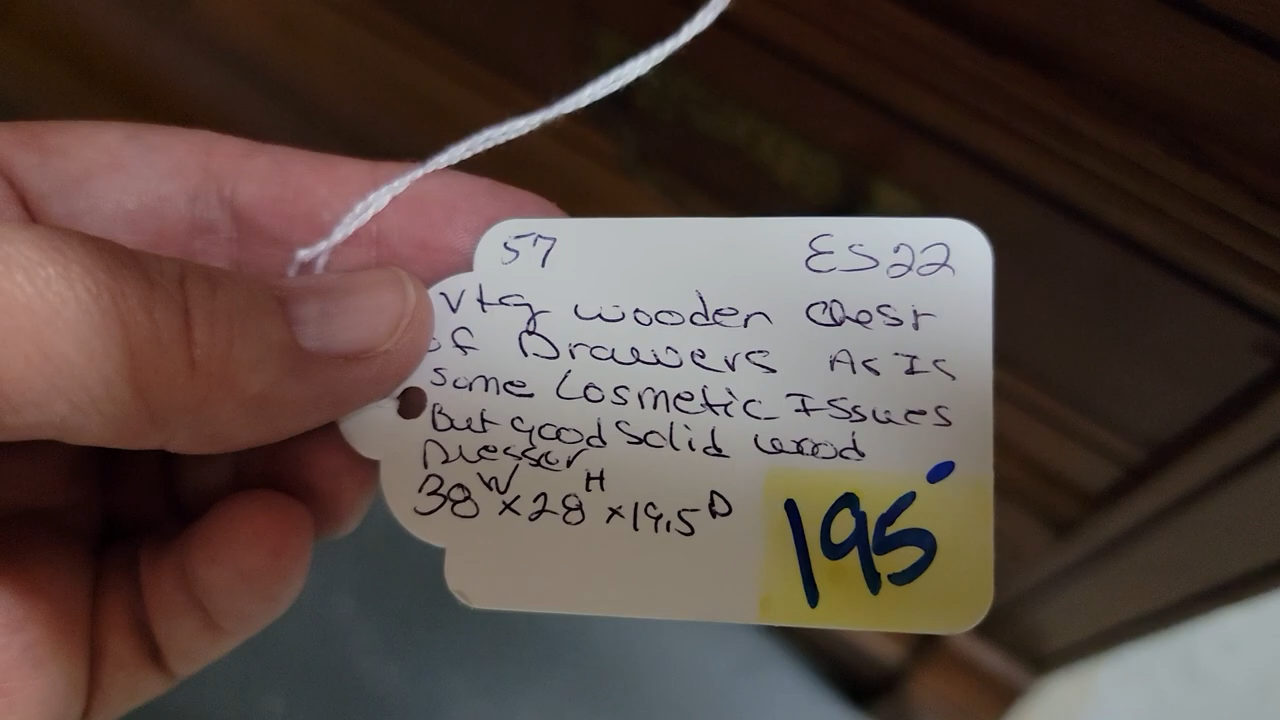 57 ES22
Vtg wooden Chest
of Drawers As Is
Some Cosmetic Issues
But good Solid wood
Dresser
38W x 28H x 19.5D
195